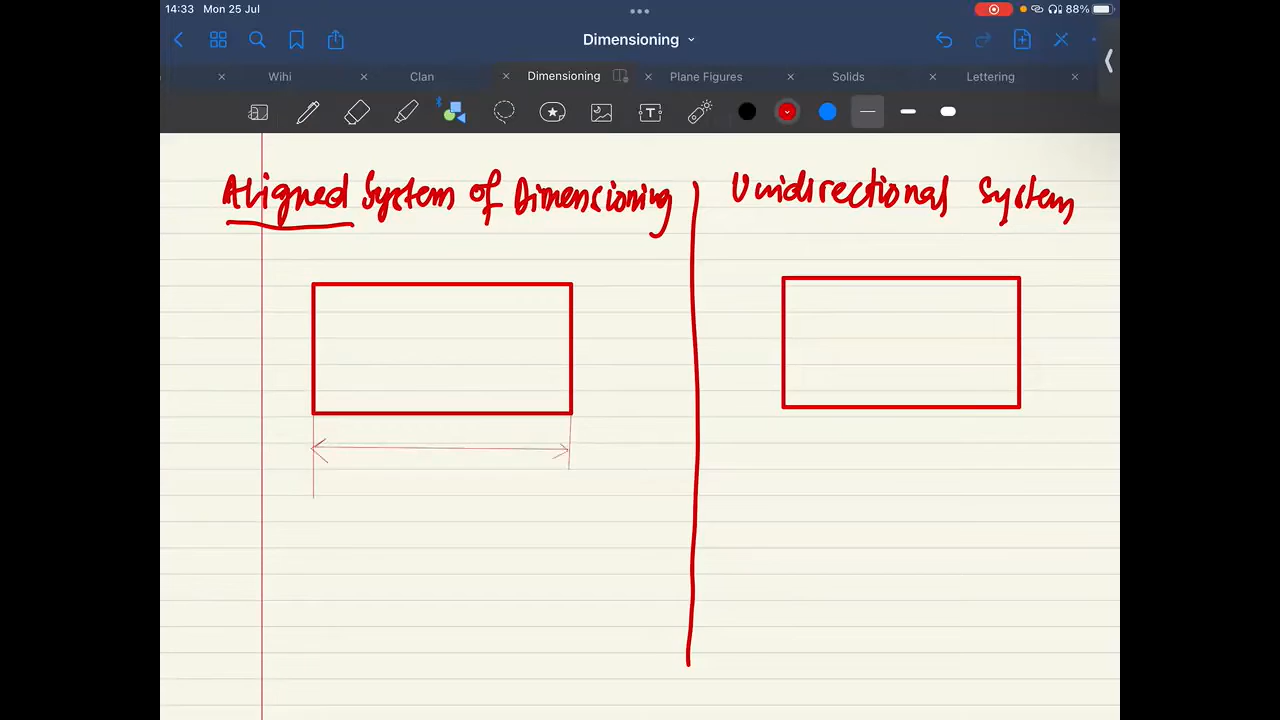 14:33 Mon 25 Jul 88%
Dimensioning
Wihi Clan Dimensioning Plane Figures Solids Lettering
T
Aligned System of Dimensioning
Unidirectional System